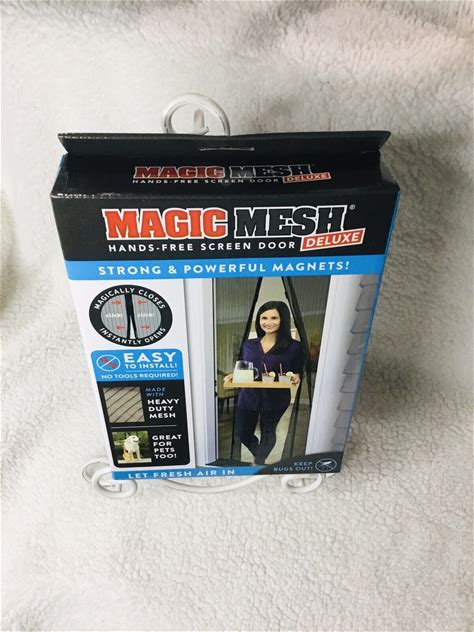 MAGIC MESH®
HANDS-FREE SCREEN DOOR DELUXE
MAGIC MESH®
HANDS-FREE SCREEN DOOR DELUXE
STRONG & POWERFUL MAGNETS!
MAGICALLY CLOSES
click! click!
INSTANTLY OPENS
EASY
TO INSTALL!
NO TOOLS REQUIRED!
MADE WITH
HEAVY
DUTY
MESH
GREAT
FOR
PETS
TOO!
LET FRESH AIR IN
KEEP
BUGS OUT!